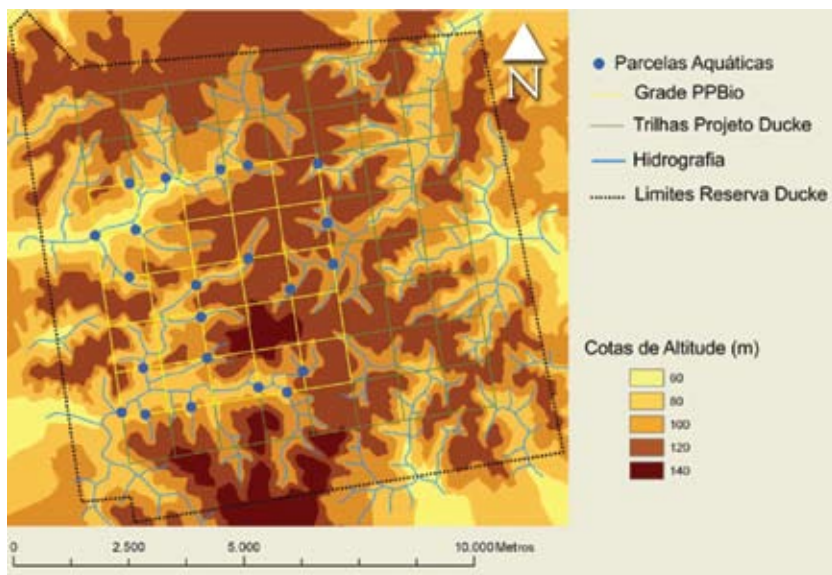 N
Parcelas Aquáticas
Grade PPBio
Trilhas Projeto Ducke
Hidrografia
Limites Reserva Ducke
Cotas de Altitude (m)
60
80
100
120
140
0 2.500 5.000 10.000 Metros